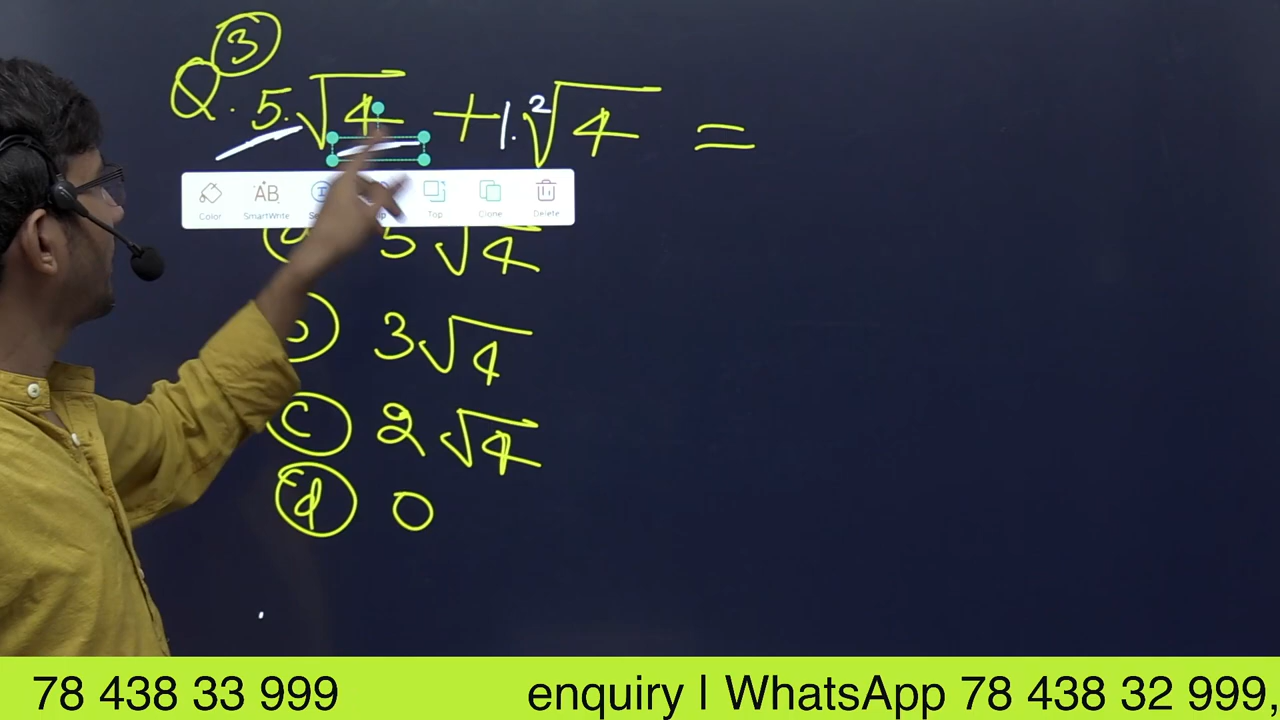 ③
Q. 5.√4 + 1.²√4 =
Color SmartWrite Top Clone Delete
5√4
3√4
ⓒ 2√4
ⓓ 0
78 438 33 999 enquiry | WhatsApp 78 438 32 999,